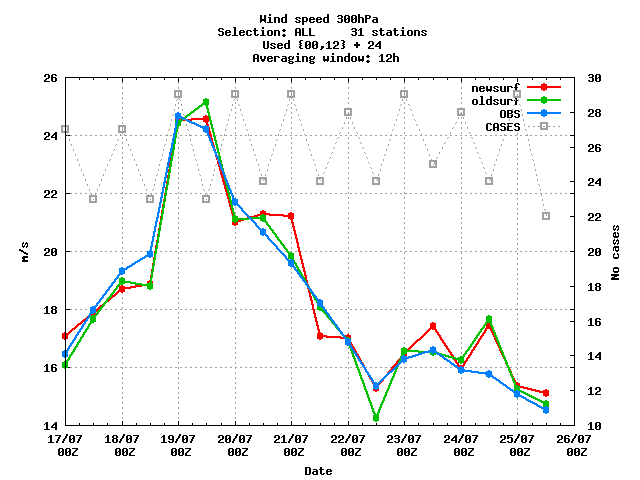 Wind speed 300hPa
Selection: ALL 31 stations
Used {00,12} + 24
Averaging window: 12h
newsurf
oldsurf
OBS
CASES
m/s
26
24
22
20
18
16
14
No cases
30
28
26
24
22
20
18
16
14
12
10
17/07 18/07 19/07 20/07 21/07 22/07 23/07 24/07 25/07 26/07
00Z 00Z 00Z 00Z 00Z 00Z 00Z 00Z 00Z 00Z
Date